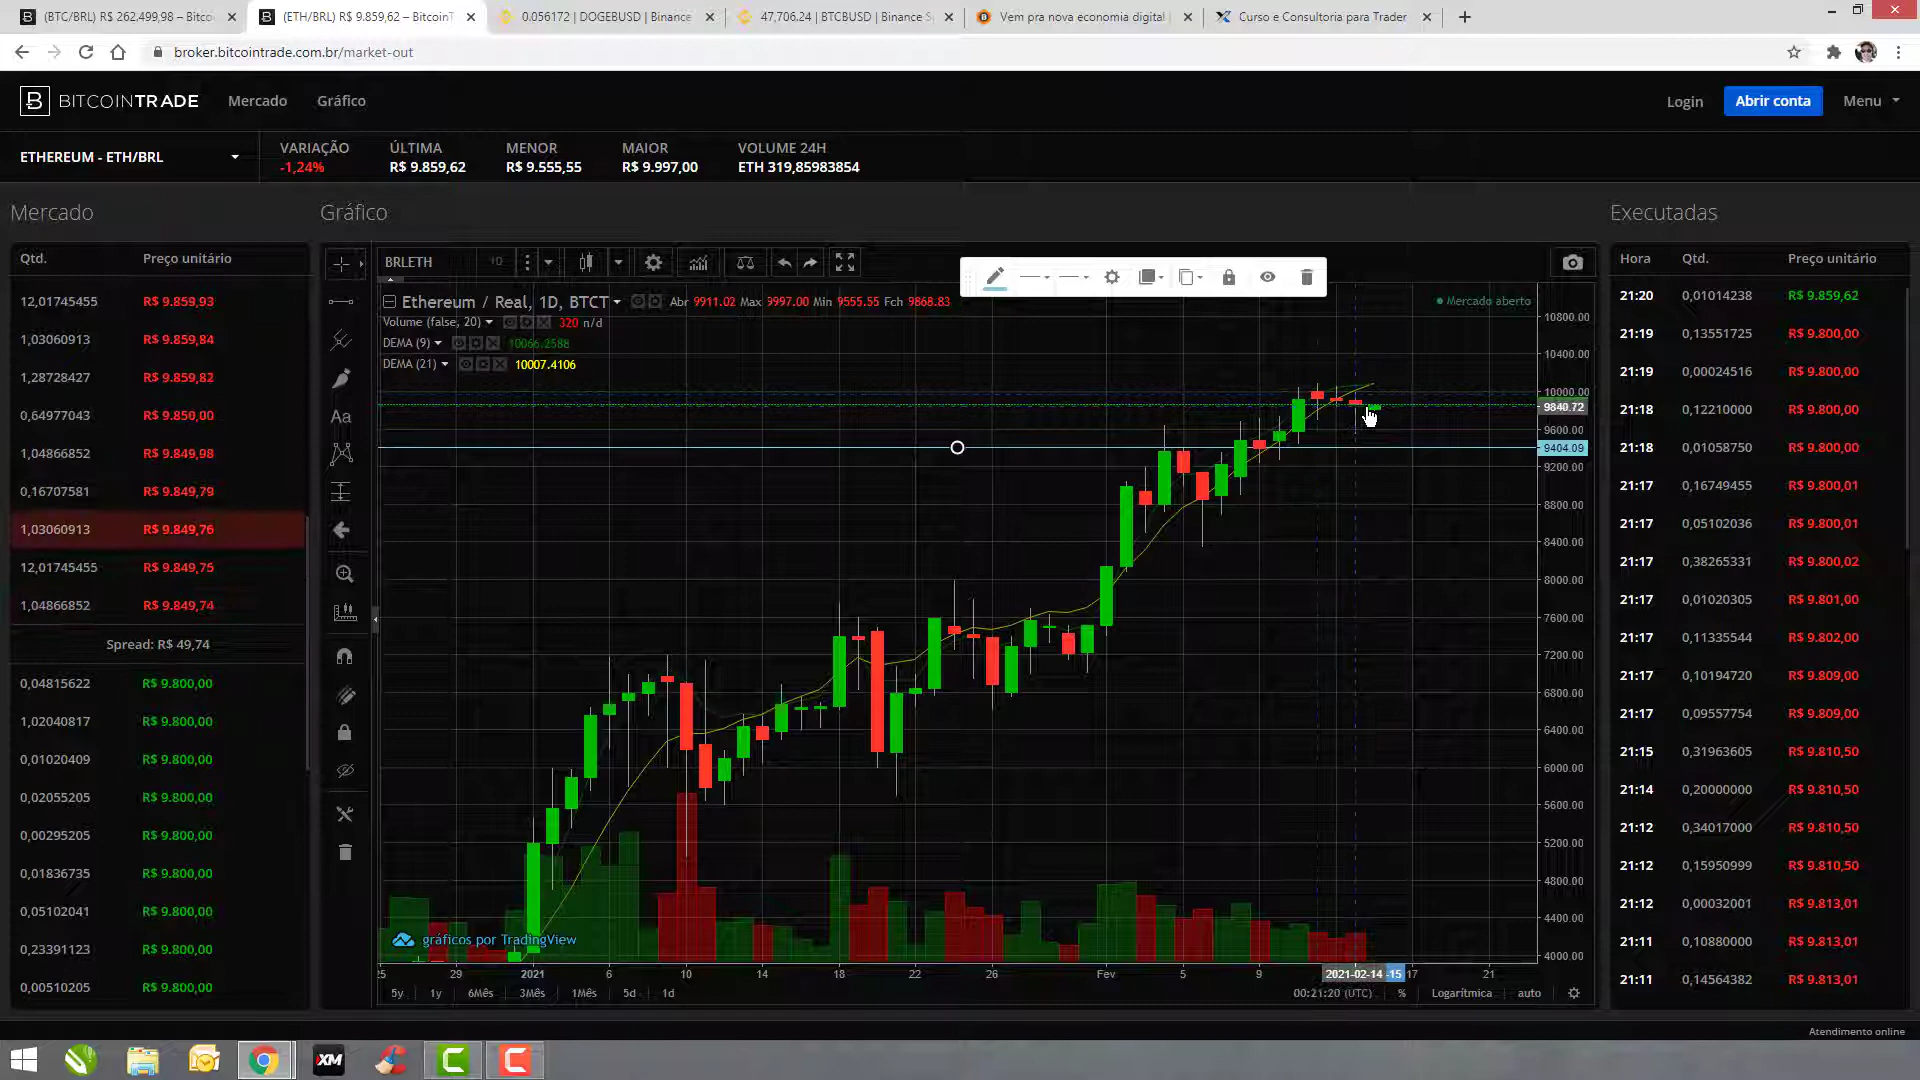 (BTC/BRL) R$ 262.499,98 – Bitco
(ETH/BRL) R$ 9.859,62 – BitcoinT
0.056172 | DOGEBUSD | Binance
47,706.24 | BTCBUSD | Binance S
Vem pra nova economia digital
Curso e Consultoria para Trader
broker.bitcointrade.com.br/market-out
BITCOINTRADE
Mercado
Gráfico
Login
Abrir conta
Menu
ETHEREUM - ETH/BRL
VARIAÇÃO
-1,24%
ÚLTIMA
R$ 9.859,62
MENOR
R$ 9.555,55
MAIOR
R$ 9.997,00
VOLUME 24H
ETH 319,85983854
Mercado
Qtd. Preço unitário
12,01745455 R$ 9.859,93
1,03060913 R$ 9.859,84
1,28728427 R$ 9.859,82
0,64977043 R$ 9.850,00
1,04866852 R$ 9.849,98
0,16707581 R$ 9.849,79
1,03060913 R$ 9.849,76
12,01745455 R$ 9.849,75
1,04866852 R$ 9.849,74
Spread: R$ 49,74
0,04815622 R$ 9.800,00
1,02040817 R$ 9.800,00
0,01020409 R$ 9.800,00
0,02055205 R$ 9.800,00
0,00295205 R$ 9.800,00
0,01836735 R$ 9.800,00
0,05102041 R$ 9.800,00
0,23391123 R$ 9.800,00
0,00510205 R$ 9.800,00
Gráfico
BRLETH
1D
Ethereum / Real, 1D, BTCT
Abr 9911.02 Max 9997.00 Min 9555.55 Fch 9868.83
Mercado aberto
Volume (false, 20) 320 n/d
DEMA (9) 10066.2588
DEMA (21) 10007.4106
Aa
10800.00
10400.00
10000.00
9840.72
9600.00
9404.09
9200.00
8800.00
8400.00
8000.00
7600.00
7200.00
6800.00
6400.00
6000.00
5600.00
5200.00
4800.00
4400.00
4000.00
gráficos por TradingView
25 29 2021 6 10 14 18 22 26 Fev 5 9 2021-02-14 -15 17 21
5y 1y 6Mês 3Mês 1Mês 5d 1d
00:21:20 (UTC) % Logarítmica auto
Executadas
Hora Qtd. Preço unitário
21:20 0,01014238 R$ 9.859,62
21:19 0,13551725 R$ 9.800,00
21:19 0,00024516 R$ 9.800,00
21:18 0,12210000 R$ 9.800,00
21:18 0,01058750 R$ 9.800,00
21:17 0,16749455 R$ 9.800,01
21:17 0,05102036 R$ 9.800,01
21:17 0,38265331 R$ 9.800,02
21:17 0,01020305 R$ 9.801,00
21:17 0,11335544 R$ 9.802,00
21:17 0,10194720 R$ 9.809,00
21:17 0,09557754 R$ 9.809,00
21:15 0,31963605 R$ 9.810,50
21:14 0,20000000 R$ 9.810,50
21:12 0,34017000 R$ 9.810,50
21:12 0,15950999 R$ 9.810,50
21:12 0,00032001 R$ 9.813,01
21:11 0,10880000 R$ 9.813,01
21:11 0,14564382 R$ 9.813,01
Atendimento online
XM